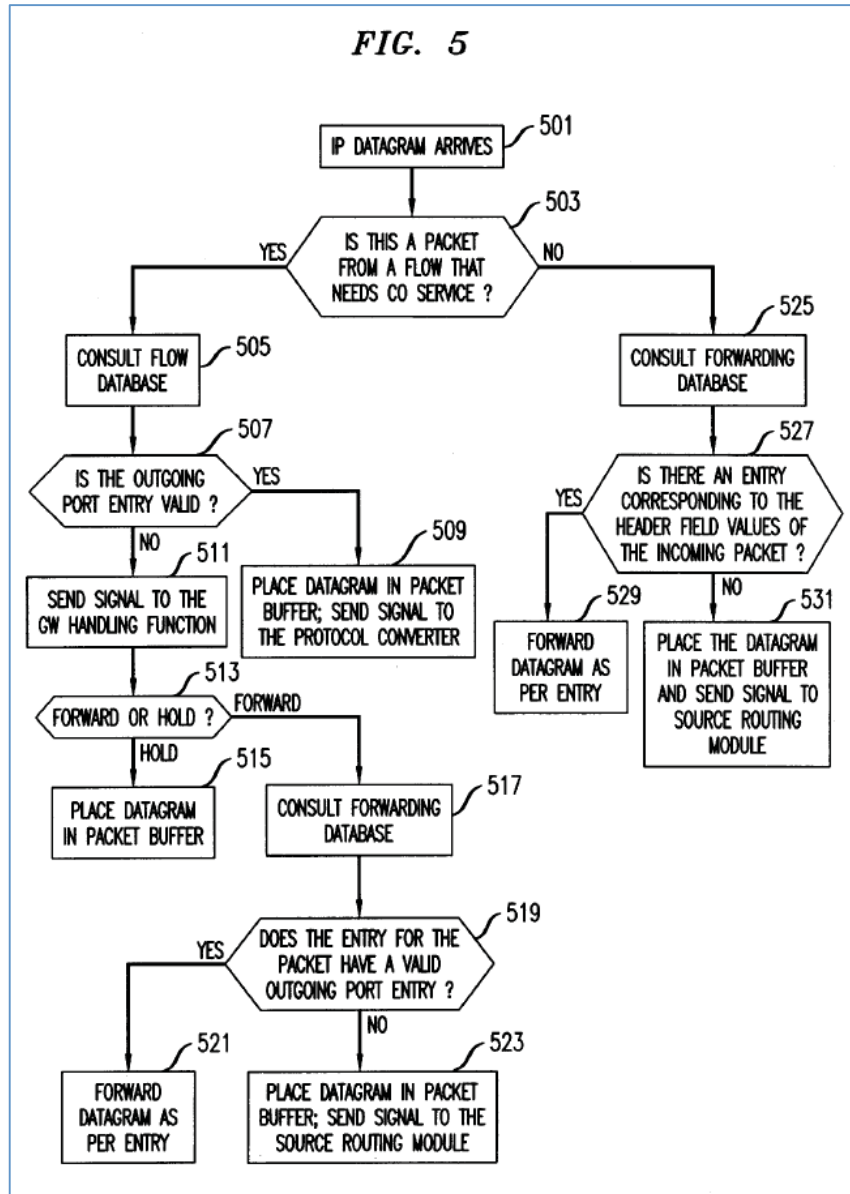 FIG. 5
IP DATAGRAM ARRIVES
501
503
IS THIS A PACKET
FROM A FLOW THAT
NEEDS CO SERVICE ?
YES
NO
CONSULT FLOW
DATABASE
505
525
CONSULT FORWARDING
DATABASE
507
IS THE OUTGOING
PORT ENTRY VALID ?
YES
NO
527
IS THERE AN ENTRY
CORRESPONDING TO THE
HEADER FIELD VALUES OF
THE INCOMING PACKET ?
YES
NO
511
SEND SIGNAL TO THE
GW HANDLING FUNCTION
509
PLACE DATAGRAM IN PACKET
BUFFER; SEND SIGNAL TO
THE PROTOCOL CONVERTER
529
FORWARD
DATAGRAM AS
PER ENTRY
531
PLACE THE DATAGRAM
IN PACKET BUFFER
AND SEND SIGNAL TO
SOURCE ROUTING
MODULE
513
FORWARD OR HOLD ?
FORWARD
HOLD
515
PLACE DATAGRAM
IN PACKET BUFFER
517
CONSULT FORWARDING
DATABASE
519
DOES THE ENTRY FOR THE
PACKET HAVE A VALID
OUTGOING PORT ENTRY ?
YES
NO
521
FORWARD
DATAGRAM AS
PER ENTRY
523
PLACE DATAGRAM IN PACKET
BUFFER; SEND SIGNAL TO THE
SOURCE ROUTING MODULE